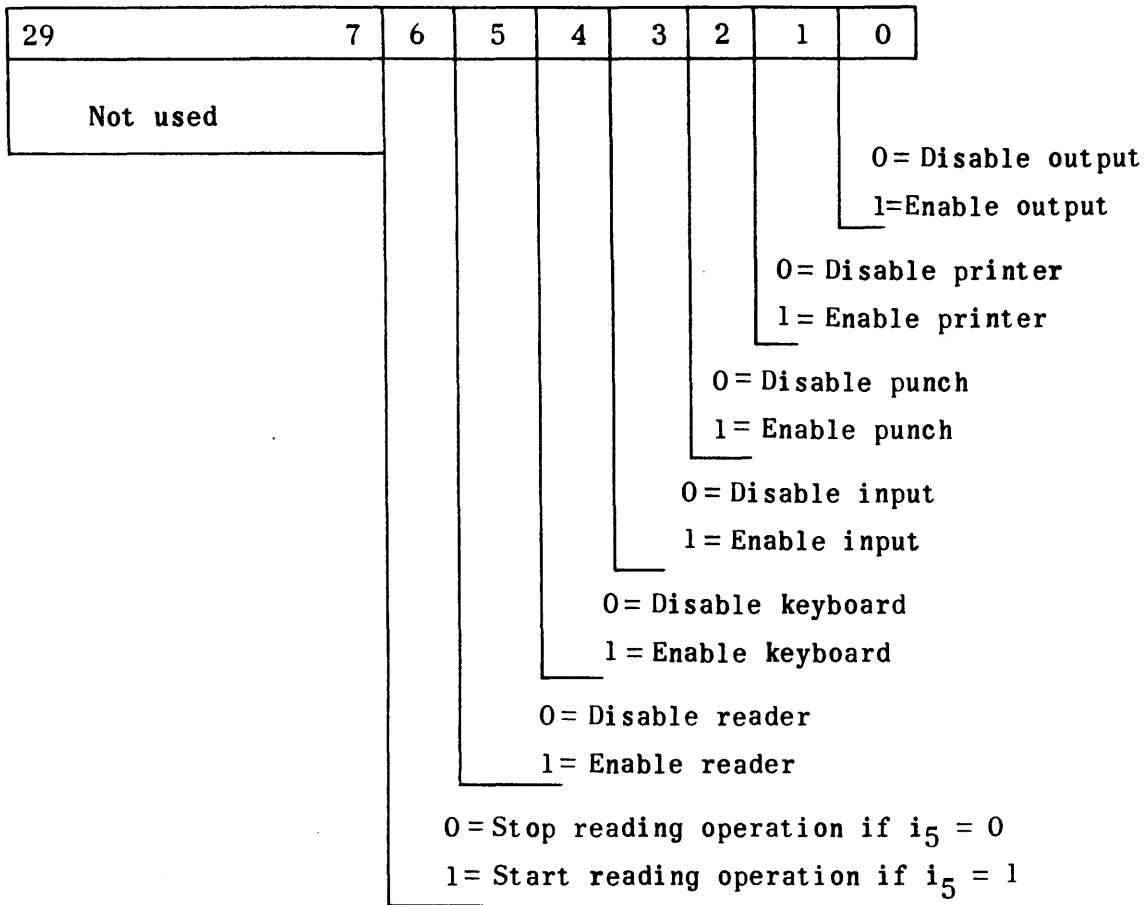 29 7 6 5 4 3 2 1 0
Not used
0= Disable output
1=Enable output
0= Disable printer
1= Enable printer
0= Disable punch
1= Enable punch
0= Disable input
1= Enable input
0= Disable keyboard
1= Enable keyboard
0= Disable reader
1= Enable reader
0=Stop reading operation if i5 = 0
1= Start reading operation if i5 = 1